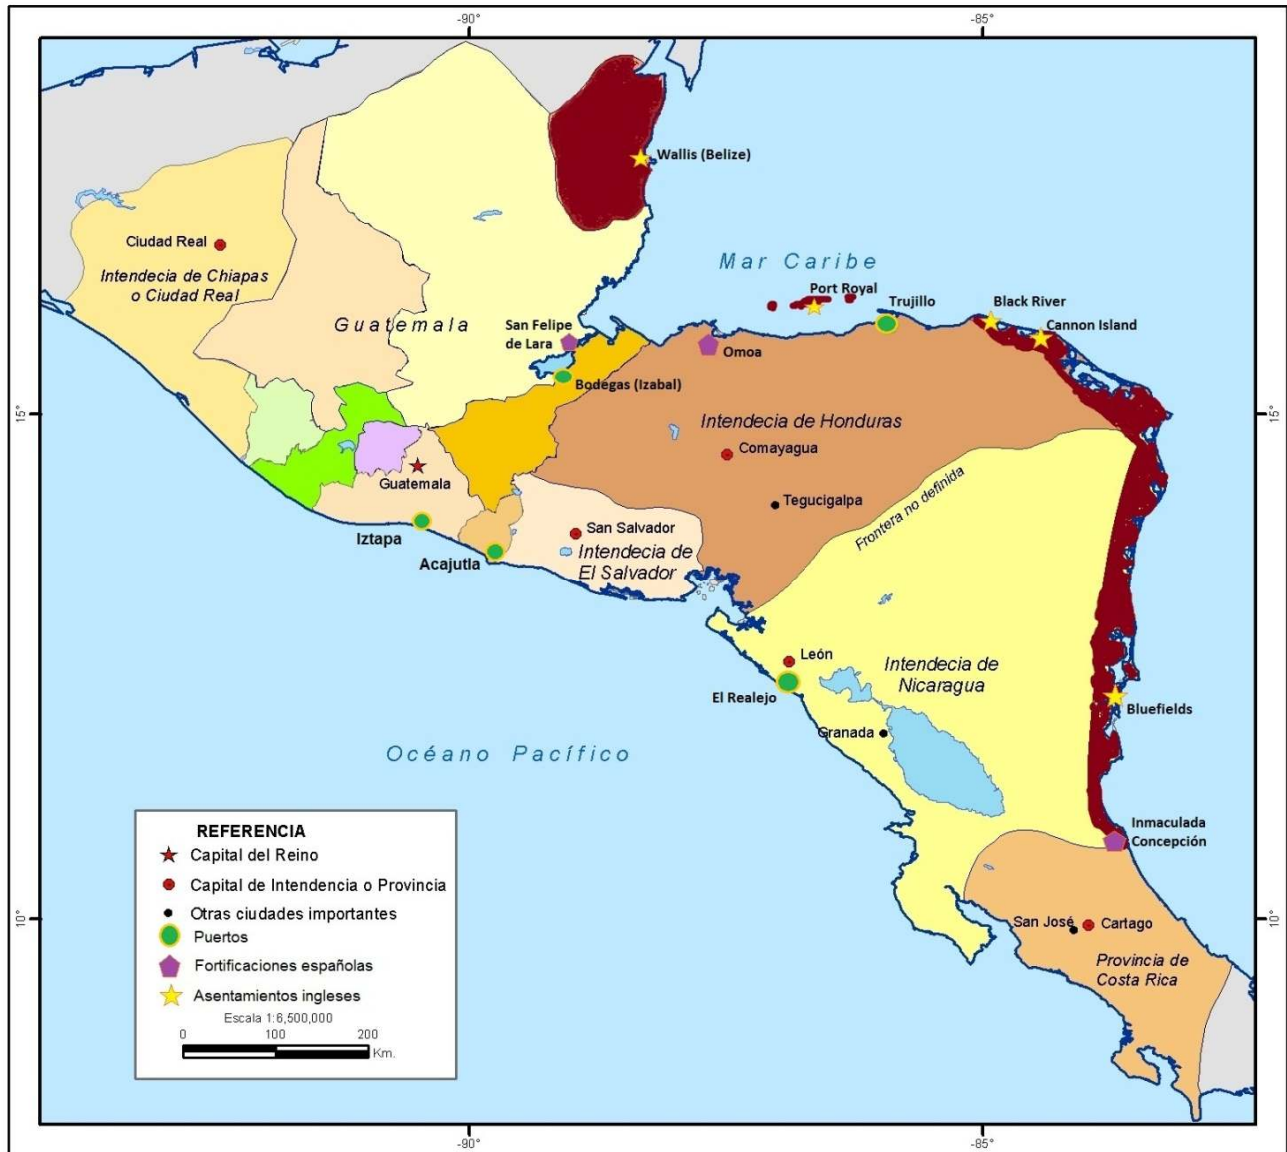 -90°
-85°
Wallis (Belize)
Ciudad Real
Intendecia de Chiapas
o Ciudad Real
Mar Caribe
Port Royal
Trujillo
Black River
Cannon Island
Guatemala
San Felipe
de Lara
Omoa
Bodegas (Izabal)
15°
15°
Intendecia de Honduras
Comayagua
Guatemala
Tegucigalpa
Frontera no definida
Iztapa
San Salvador
Acajutla
Intendecia de
El Salvador
León
Intendecia de
Nicaragua
El Realejo
Bluefields
Granada
Océano Pacífico
Inmaculada
Concepción
REFERENCIA
Capital del Reino
Capital de Intendencia o Provincia
Otras ciudades importantes
Puertos
Fortificaciones españolas
Asentamientos ingleses
Escala 1:6,500,000
0 100 200
Km.
10°
10°
San José
Cartago
Provincia de
Costa Rica
-90°
-85°